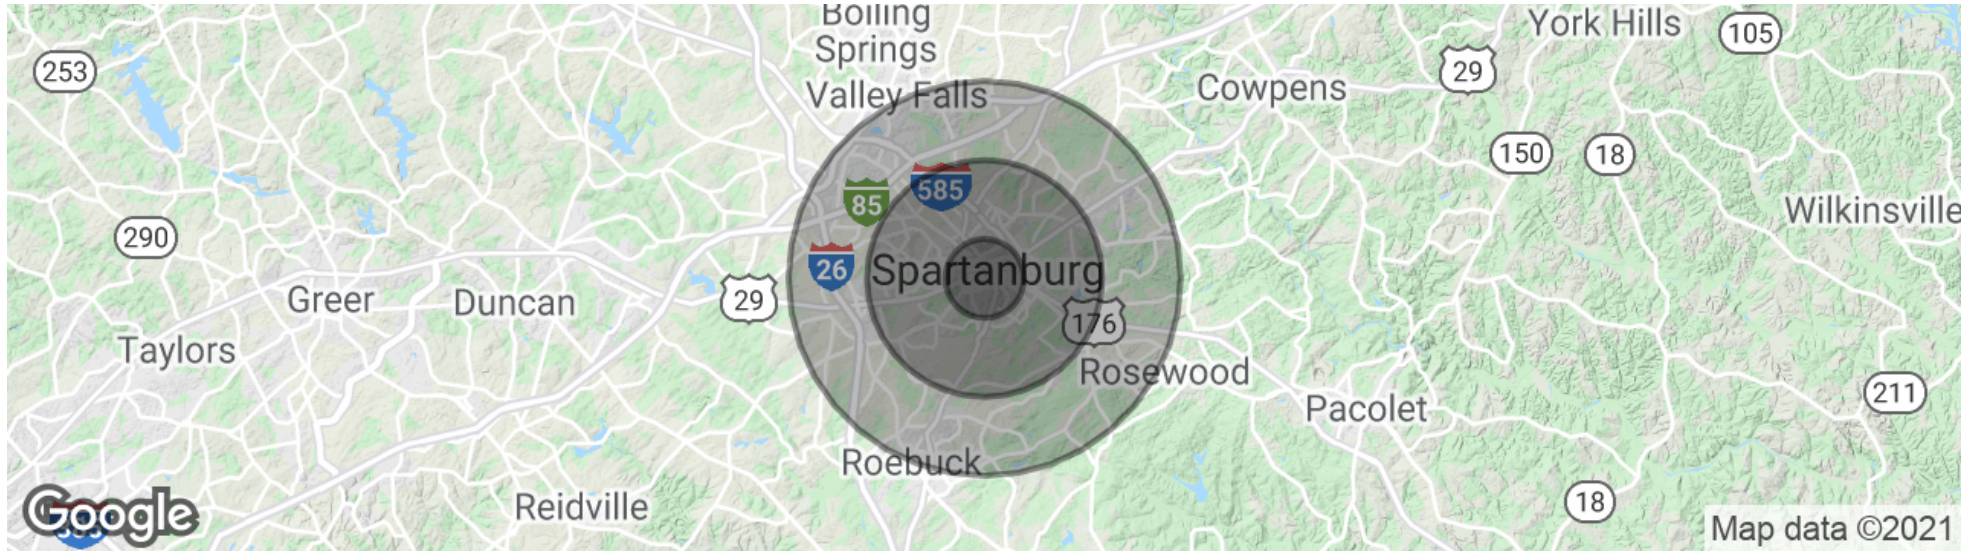 Boiling
Springs
York Hills
105
253
29
Cowpens
Valley Falls
150
18
585
85
Wilkinsville
290
26
Spartanburg
Greer
Duncan
29
176
Taylors
Rosewood
211
Pacolet
Roebuck
Reidville
18
Google
Map data ©2021